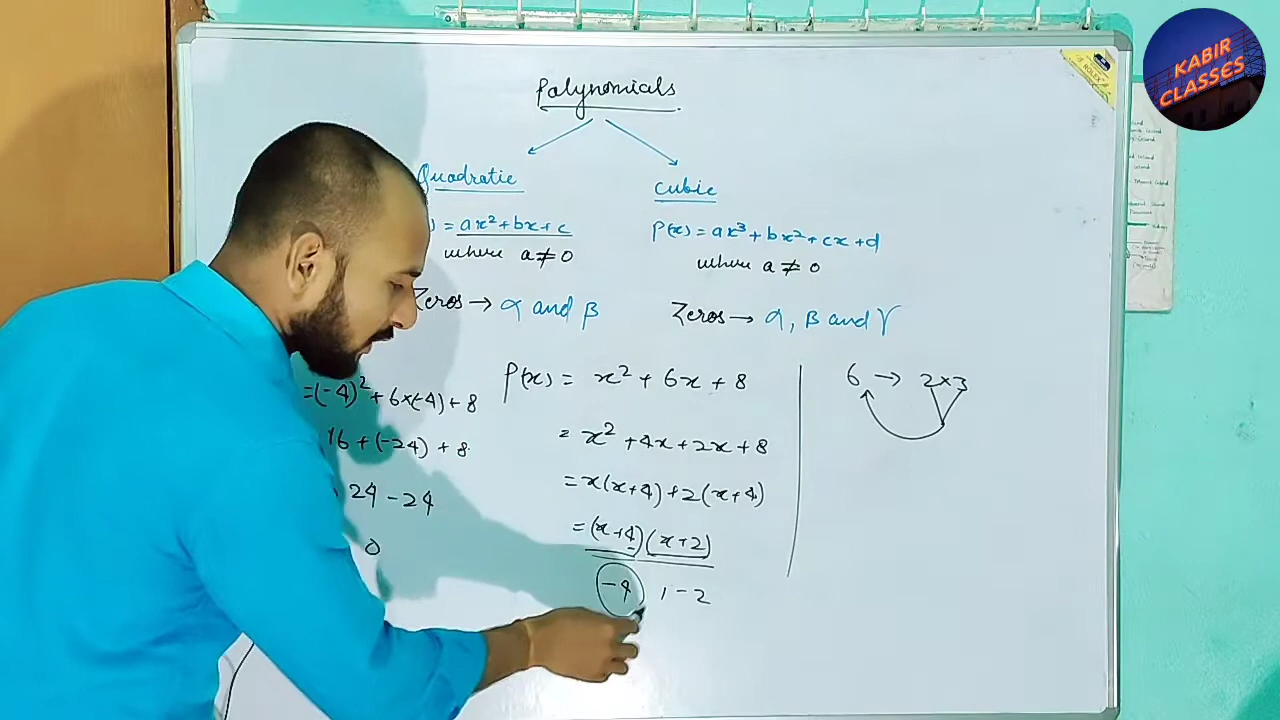 KABIR
CLASSES
ROLEX
Polynomials
Quadratic
) = ax² + bx + c
where a ≠ 0
Zeros → α and β
Cubic
P(x) = ax³ + bx² + cx + d
where a ≠ 0
Zeros → α, β and γ
= (-4)² + 6×(-4) + 8
16 + (-24) + 8
24 - 24
0
P(x) = x² + 6x + 8
= x² + 4x + 2x + 8
= x(x+4) + 2(x+4)
= (x+4)(x+2)
-4 , -2
6 → 2×3